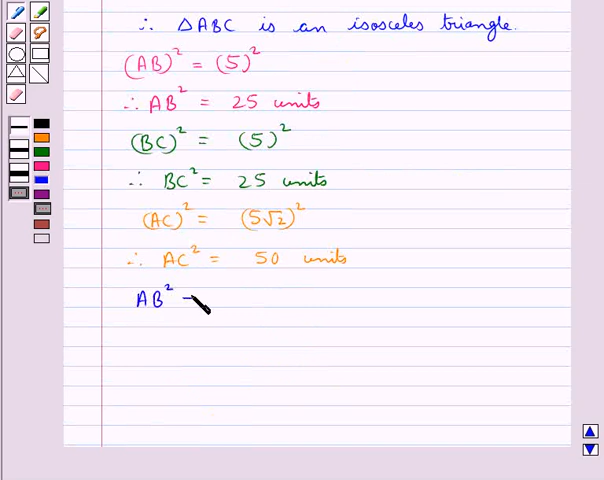 ∴ △ABC is an isosceles triangle.
(AB)² = (5)²
∴ AB² = 25 units
(BC)² = (5)²
∴ BC² = 25 units
(AC)² = (5√2)²
∴ AC² = 50 units
AB² -